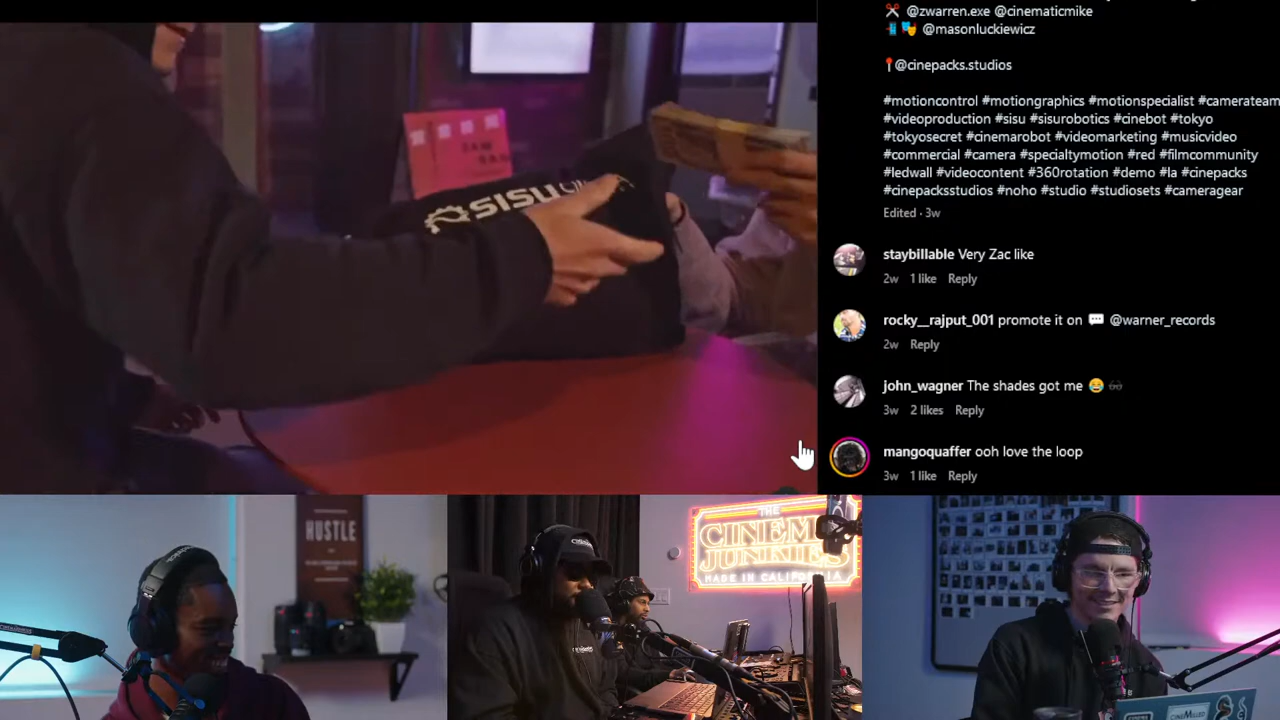 @zwarren.exe @cinematicmike
@masonluckiewicz
@cinepacks.studios
#motioncontrol #motiongraphics #motionspecialist #camerateam
#videoproduction #sisu #sisurobotics #cinebot #tokyo
#tokyosecret #cinemarobot #videomarketing #musicvideo
#commercial #camera #specialtymotion #red #filmcommunity
#ledwall #videocontent #360rotation #demo #la #cinepacks
#cinepacksstudios #noho #studio #studiosets #cameragear
Edited · 3w
staybillable Very Zac like
2w 1 like Reply
rocky__rajput_001 promote it on 💬 @warner_records
2w Reply
john_wagner The shades got me 😂 🕶
3w 2 likes Reply
mangoquaffer ooh love the loop
3w 1 like Reply
SISU
HUSTLE
THE
CINEMA
JUNKIES
MADE IN CALIFORNIA